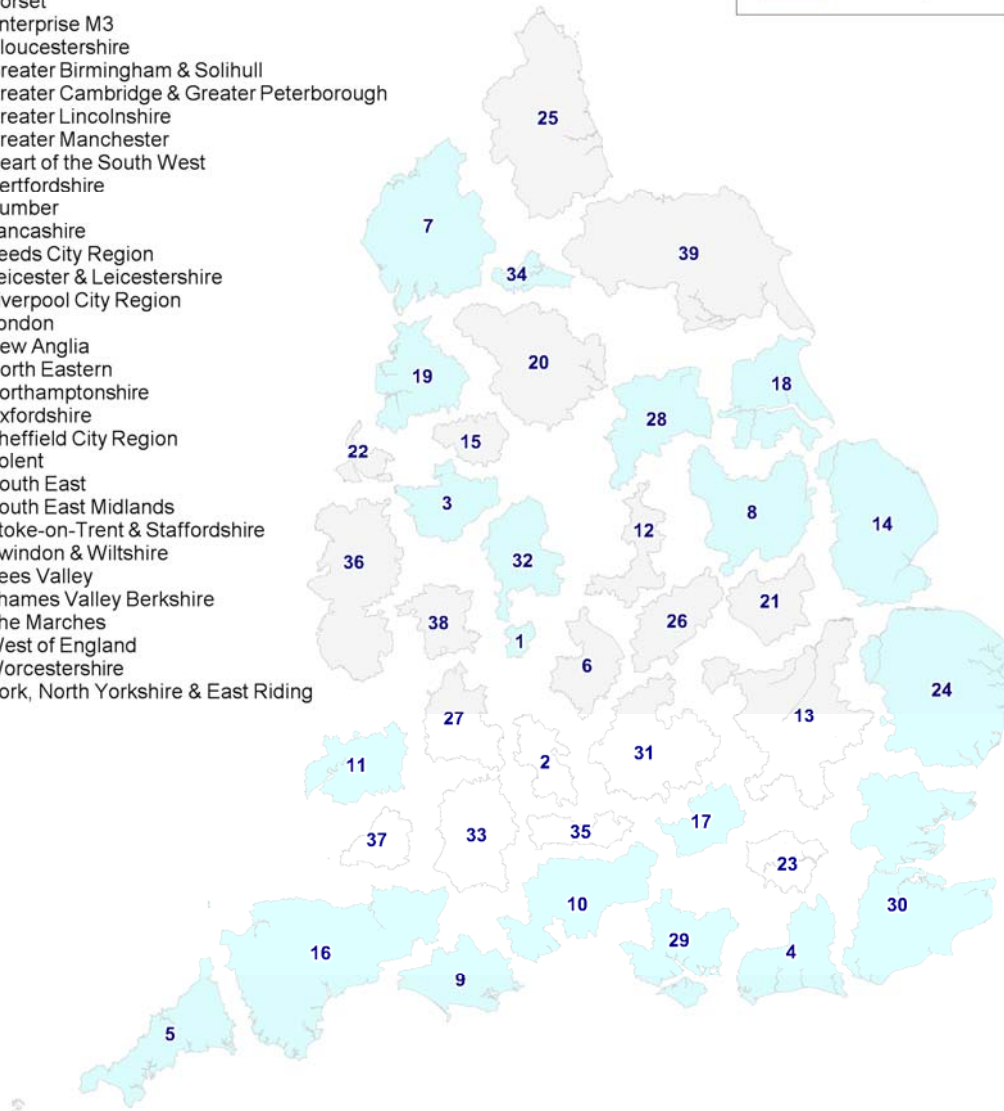 orset
nterprise M3
loucestershire
reater Birmingham & Solihull
reater Cambridge & Greater Peterborough
reater Lincolnshire
reater Manchester
eart of the South West
ertfordshire
umber
ancashire
eeds City Region
eicester & Leicestershire
iverpool City Region
ondon
ew Anglia
orth Eastern
orthamptonshire
xfordshire
heffield City Region
olent
outh East
outh East Midlands
toke-on-Trent & Staffordshire
windon & Wiltshire
ees Valley
hames Valley Berkshire
he Marches
est of England
orcestershire
ork, North Yorkshire & East Riding
25
7
39
34
20
19
18
28
15
22
3
8
14
12
36
32
21
38
26
1
6
24
27
13
2
31
11
17
37
33
35
23
10
30
29
4
16
9
5